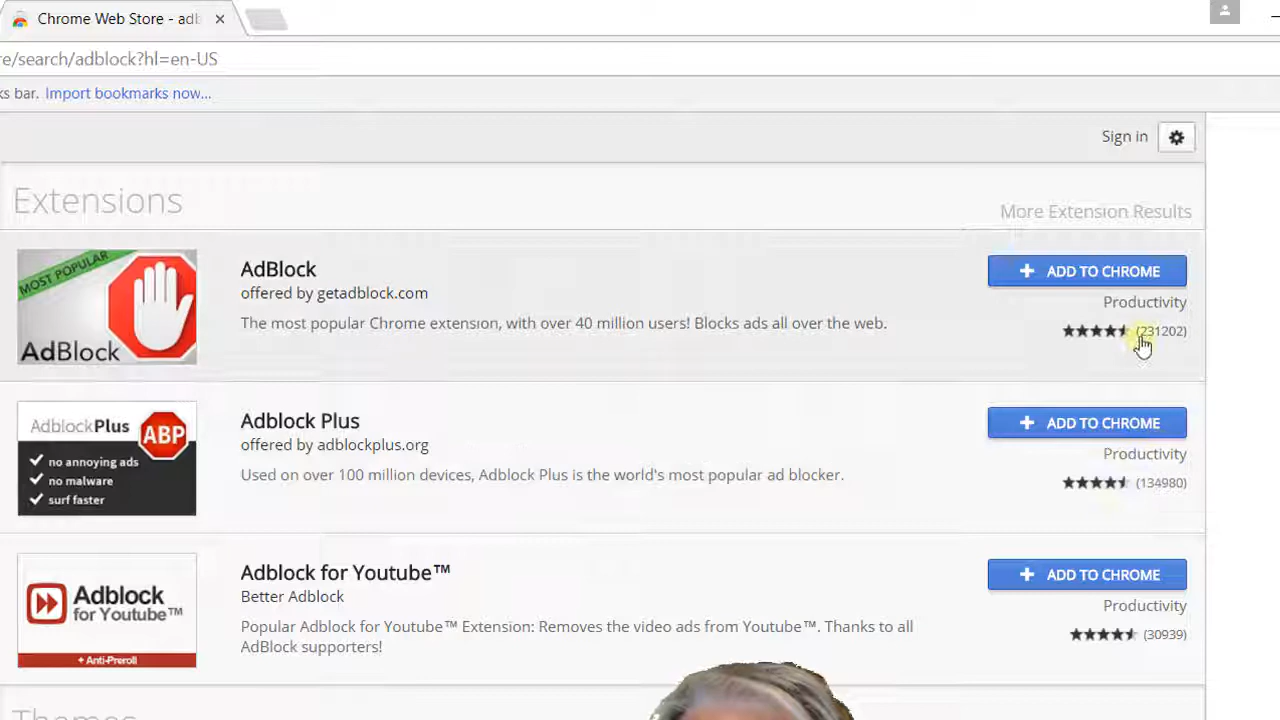 Chrome Web Store - adb
re/search/adblock?hl=en-US
ks bar. Import bookmarks now...
Sign in
Extensions
More Extension Results
MOST POPULAR
AdBlock
AdBlock
offered by getadblock.com
The most popular Chrome extension, with over 40 million users! Blocks ads all over the web.
ADD TO CHROME
Productivity
(231202)
AdblockPlus
ABP
no annoying ads
no malware
surf faster
Adblock Plus
offered by adblockplus.org
Used on over 100 million devices, Adblock Plus is the world's most popular ad blocker.
ADD TO CHROME
Productivity
(134980)
Adblock
for Youtube™
+ Anti-Preroll
Adblock for Youtube™
Better Adblock
Popular Adblock for Youtube™ Extension: Removes the video ads from Youtube™. Thanks to all
AdBlock supporters!
ADD TO CHROME
Productivity
(30939)
Themes